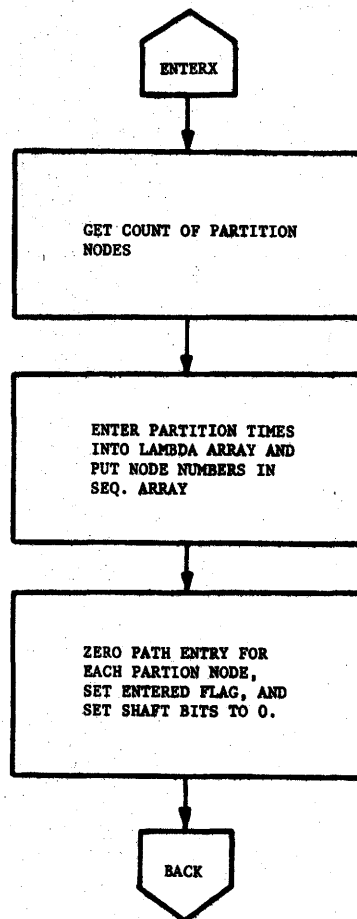 ENTERX
GET COUNT OF PARTITION
NODES
ENTER PARTITION TIMES
INTO LAMBDA ARRAY AND
PUT NODE NUMBERS IN
SEQ. ARRAY
ZERO PATH ENTRY FOR
EACH PARTION NODE,
SET ENTERED FLAG, AND
SET SHAFT BITS TO 0.
BACK